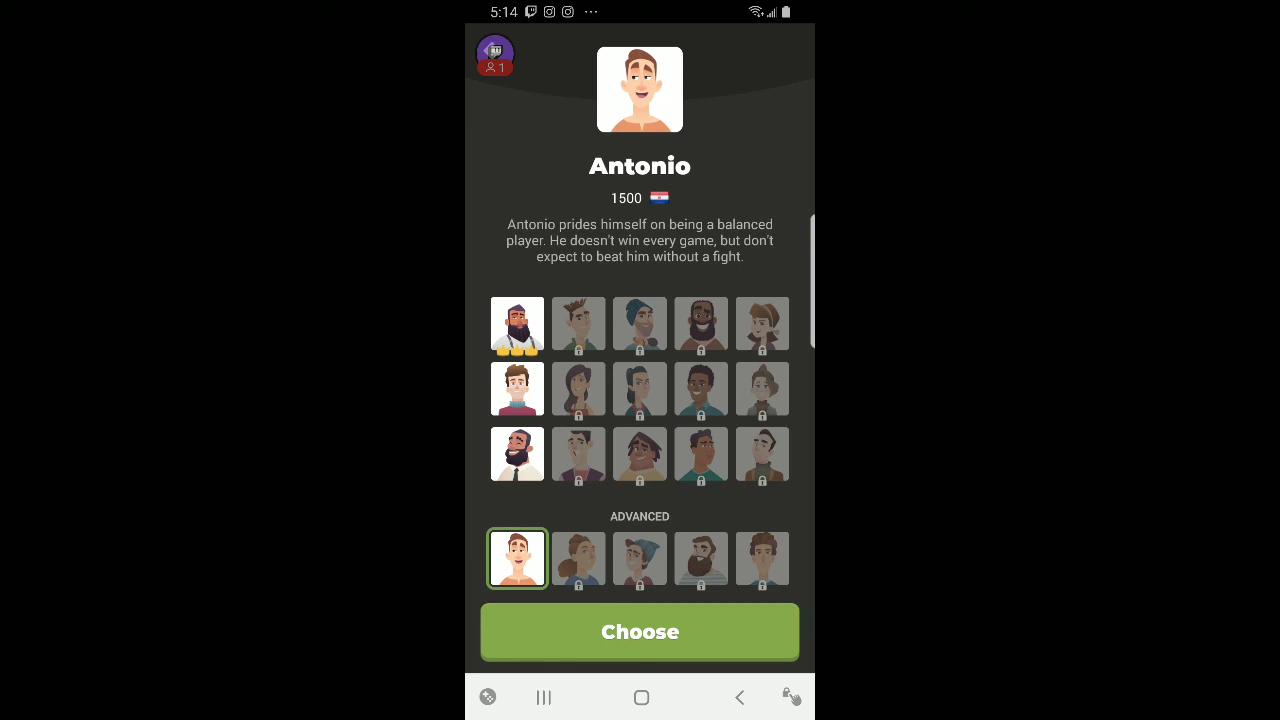 5:14
1
Antonio
1500
Antonio prides himself on being a balanced
player. He doesn't win every game, but don't
expect to beat him without a fight.
ADVANCED
Choose